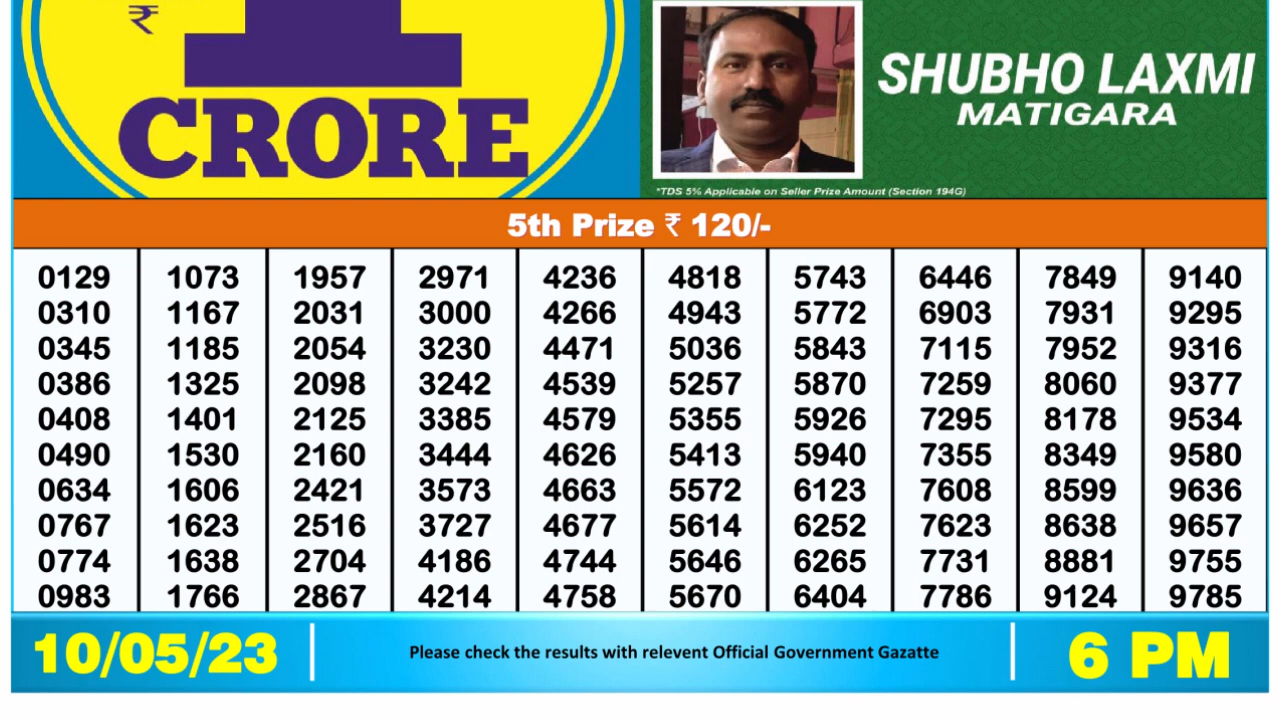 ₹
1
CRORE
SHUBHO LAXMI
MATIGARA
*TDS 5% Applicable on Seller Prize Amount (Section 194G)
5th Prize ₹ 120/-
0129 1073 1957 2971 4236 4818 5743 6446 7849 9140
0310 1167 2031 3000 4266 4943 5772 6903 7931 9295
0345 1185 2054 3230 4471 5036 5843 7115 7952 9316
0386 1325 2098 3242 4539 5257 5870 7259 8060 9377
0408 1401 2125 3385 4579 5355 5926 7295 8178 9534
0490 1530 2160 3444 4626 5413 5940 7355 8349 9580
0634 1606 2421 3573 4663 5572 6123 7608 8599 9636
0767 1623 2516 3727 4677 5614 6252 7623 8638 9657
0774 1638 2704 4186 4744 5646 6265 7731 8881 9755
0983 1766 2867 4214 4758 5670 6404 7786 9124 9785
10/05/23
Please check the results with relevent Official Government Gazatte
6 PM